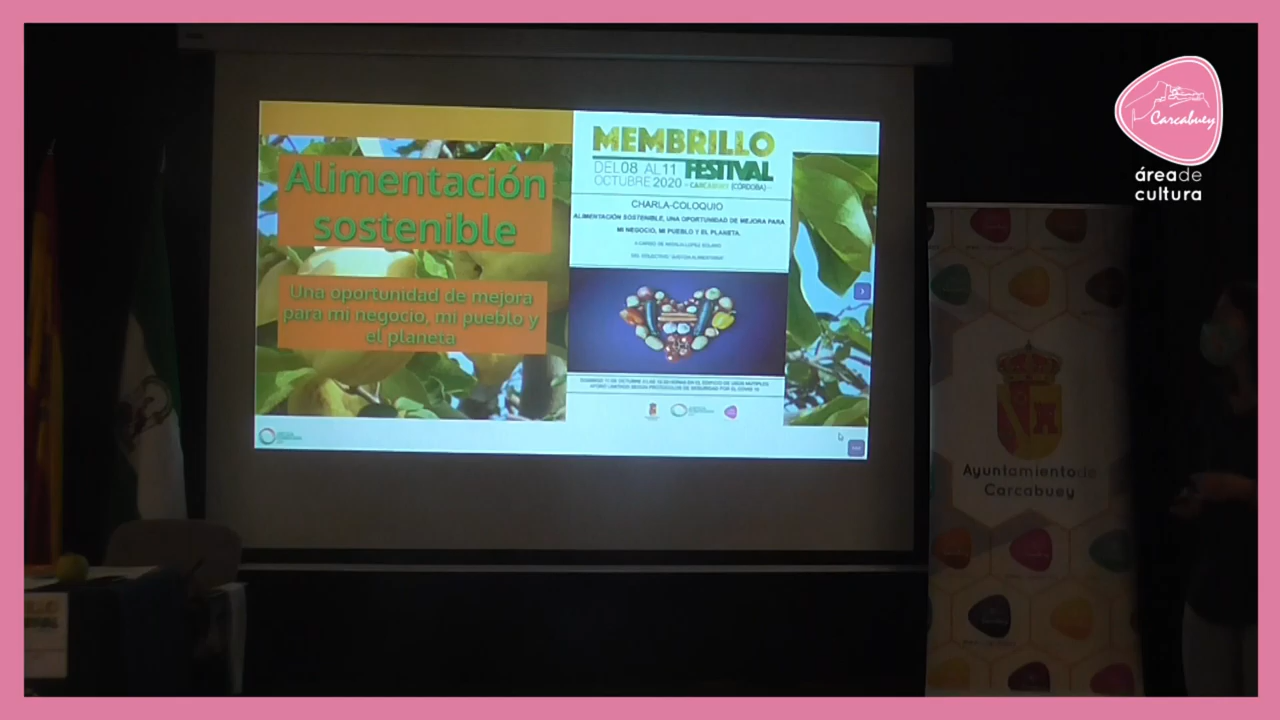 Alimentación
sostenible
Una oportunidad de mejora
para mi negocio, mi pueblo y
el planeta
MEMBRILLO
DEL 08 AL 11
OCTUBRE 2020
FESTIVAL
- CARCABUEY (CÓRDOBA) -
CHARLA-COLOQUIO
ALIMENTACIÓN SOSTENIBLE, UNA OPORTUNIDAD DE MEJORA PARA
MI NEGOCIO, MI PUEBLO Y EL PLANETA.
Carcabuey
área de
cultura
Ayuntamiento de
Carcabuey